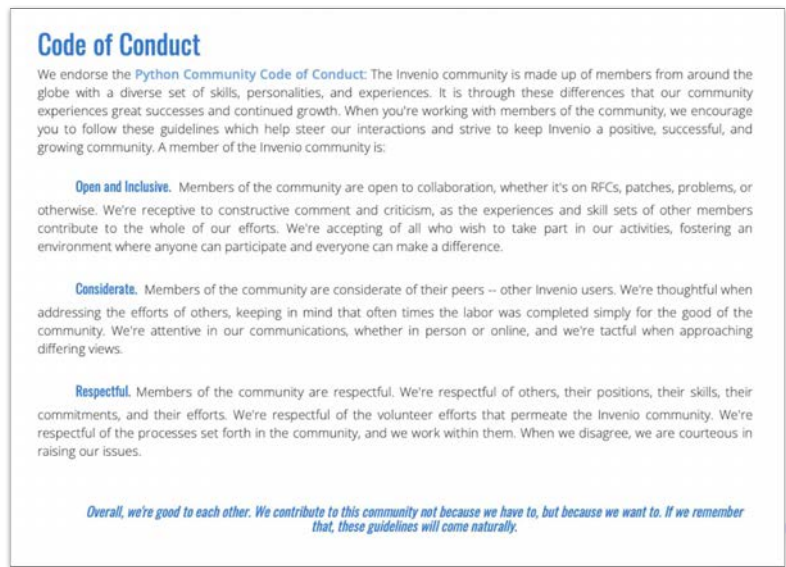 Code of Conduct
We endorse the Python Community Code of Conduct: The Invenio community is made up of members from around the
globe with a diverse set of skills, personalities, and experiences. It is through these differences that our community
experiences great successes and continued growth. When you're working with members of the community, we encourage
you to follow these guidelines which help steer our interactions and strive to keep Invenio a positive, successful, and
growing community. A member of the Invenio community is:
Open and Inclusive. Members of the community are open to collaboration, whether it's on RFCs, patches, problems, or
otherwise. We're receptive to constructive comment and criticism, as the experiences and skill sets of other members
contribute to the whole of our efforts. We're accepting of all who wish to take part in our activities, fostering an
environment where anyone can participate and everyone can make a difference.
Considerate. Members of the community are considerate of their peers -- other Invenio users. We're thoughtful when
addressing the efforts of others, keeping in mind that often times the labor was completed simply for the good of the
community. We're attentive in our communications, whether in person or online, and we're tactful when approaching
differing views.
Respectful. Members of the community are respectful. We're respectful of others, their positions, their skills, their
commitments, and their efforts. We're respectful of the volunteer efforts that permeate the Invenio community. We're
respectful of the processes set forth in the community, and we work within them. When we disagree, we are courteous in
raising our issues.
Overall, we're good to each other. We contribute to this community not because we have to, but because we want to. If we remember
that, these guidelines will come naturally.